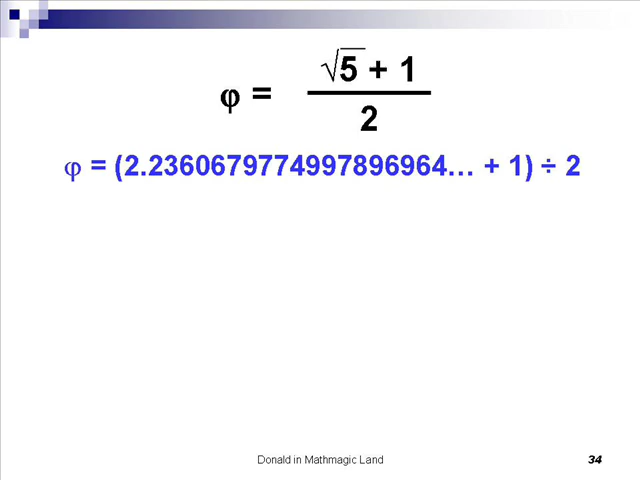 φ = (√5 + 1) / 2
φ = (2.2360679774997896964… + 1) ÷ 2
Donald in Mathmagic Land
34